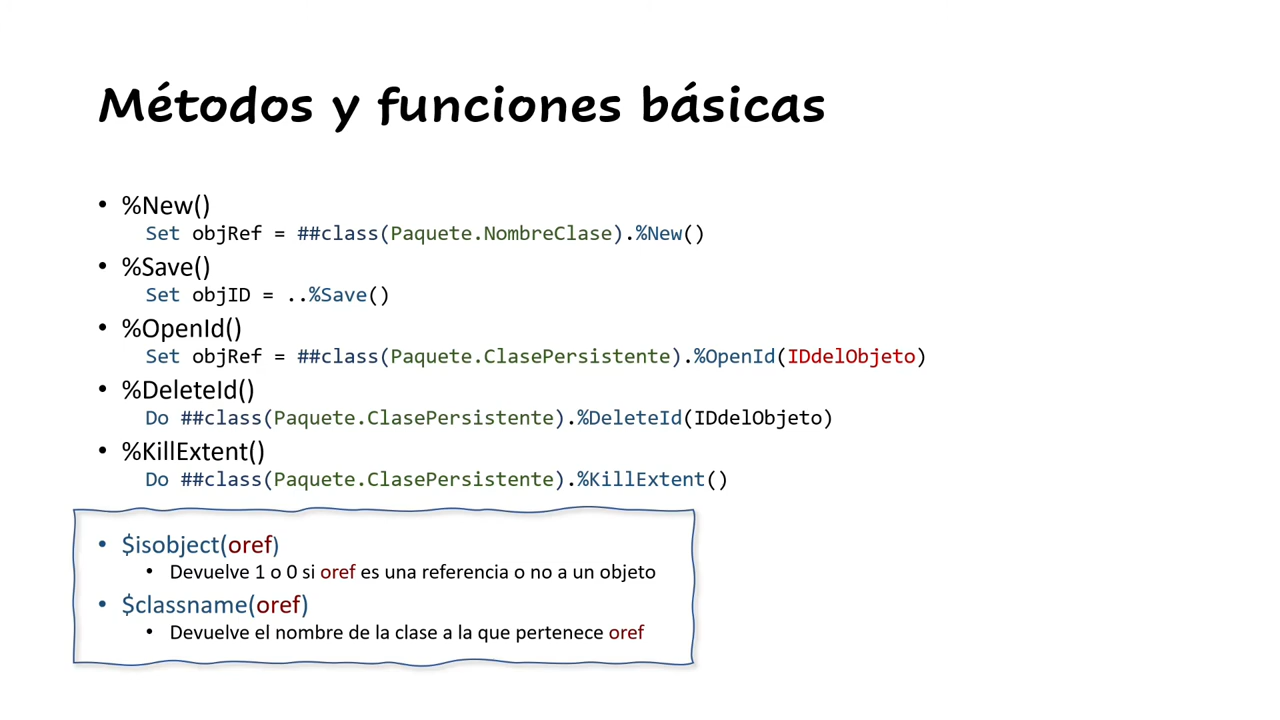 Métodos y funciones básicas
• %New()
Set objRef = ##class(Paquete.NombreClase).%New()
• %Save()
Set objID = ..%Save()
• %OpenId()
Set objRef = ##class(Paquete.ClasePersistente).%OpenId(IDdelObjeto)
• %DeleteId()
Do ##class(Paquete.ClasePersistente).%DeleteId(IDdelObjeto)
• %KillExtent()
Do ##class(Paquete.ClasePersistente).%KillExtent()
• $isobject(oref)
• Devuelve 1 o 0 si oref es una referencia o no a un objeto
• $classname(oref)
• Devuelve el nombre de la clase a la que pertenece oref